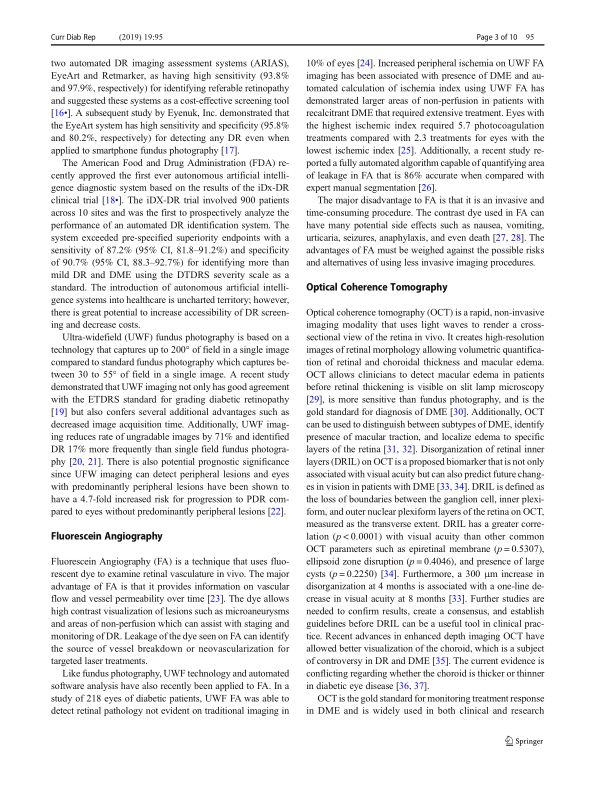 Curr Diab Rep (2019) 19:95
Page 3 of 10 95
two automated DR imaging assessment systems (ARIAS),
EyeArt and Retmarker, as having high sensitivity (93.8%
and 97.9%, respectively) for identifying referable retinopathy
and suggested these systems as a cost-effective screening tool
[16•]. A subsequent study by Eyenuk, Inc. demonstrated that
the EyeArt system has high sensitivity and specificity (95.8%
and 80.2%, respectively) for detecting any DR even when
applied to smartphone fundus photography [17].
The American Food and Drug Administration (FDA) re-
cently approved the first ever autonomous artificial intelli-
gence diagnostic system based on the results of the iDx-DR
clinical trial [18•]. The iDX-DR trial involved 900 patients
across 10 sites and was the first to prospectively analyze the
performance of an automated DR identification system. The
system exceeded pre-specified superiority endpoints with a
sensitivity of 87.2% (95% CI, 81.8–91.2%) and specificity
of 90.7% (95% CI, 88.3–92.7%) for identifying more than
mild DR and DME using the DTDRS severity scale as a
standard. The introduction of autonomous artificial intelli-
gence systems into healthcare is uncharted territory; however,
there is great potential to increase accessibility of DR screen-
ing and decrease costs.
Ultra-widefield (UWF) fundus photography is based on a
technology that captures up to 200° of field in a single image
compared to standard fundus photography which captures be-
tween 30 to 55° of field in a single image. A recent study
demonstrated that UWF imaging not only has good agreement
with the ETDRS standard for grading diabetic retinopathy
[19] but also confers several additional advantages such as
decreased image acquisition time. Additionally, UWF imag-
ing reduces rate of ungradable images by 71% and identified
DR 17% more frequently than single field fundus photogra-
phy [20, 21]. There is also potential prognostic significance
since UFW imaging can detect peripheral lesions and eyes
with predominantly peripheral lesions have been shown to
have a 4.7-fold increased risk for progression to PDR com-
pared to eyes without predominantly peripheral lesions [22].
Fluorescein Angiography
Fluorescein Angiography (FA) is a technique that uses fluo-
rescent dye to examine retinal vasculature in vivo. The major
advantage of FA is that it provides information on vascular
flow and vessel permeability over time [23]. The dye allows
high contrast visualization of lesions such as microaneurysms
and areas of non-perfusion which can assist with staging and
monitoring of DR. Leakage of the dye seen on FA can identify
the source of vessel breakdown or neovascularization for
targeted laser treatments.
Like fundus photography, UWF technology and automated
software analysis have also recently been applied to FA. In a
study of 218 eyes of diabetic patients, UWF FA was able to
detect retinal pathology not evident on traditional imaging in
10% of eyes [24]. Increased peripheral ischemia on UWF FA
imaging has been associated with presence of DME and au-
tomated calculation of ischemia index using UWF FA has
demonstrated larger areas of non-perfusion in patients with
recalcitrant DME that required extensive treatment. Eyes with
the highest ischemic index required 5.7 photocoagulation
treatments compared with 2.3 treatments for eyes with the
lowest ischemic index [25]. Additionally, a recent study re-
ported a fully automated algorithm capable of quantifying area
of leakage in FA that is 86% accurate when compared with
expert manual segmentation [26].
The major disadvantage to FA is that it is an invasive and
time-consuming procedure. The contrast dye used in FA can
have many potential side effects such as nausea, vomiting,
urticaria, seizures, anaphylaxis, and even death [27, 28]. The
advantages of FA must be weighed against the possible risks
and alternatives of using less invasive imaging procedures.
Optical Coherence Tomography
Optical coherence tomography (OCT) is a rapid, non-invasive
imaging modality that uses light waves to render a cross-
sectional view of the retina in vivo. It creates high-resolution
images of retinal morphology allowing volumetric quantifica-
tion of retinal and choroidal thickness and macular edema.
OCT allows clinicians to detect macular edema in patients
before retinal thickening is visible on slit lamp microscopy
[29], is more sensitive than fundus photography, and is the
gold standard for diagnosis of DME [30]. Additionally, OCT
can be used to distinguish between subtypes of DME, identify
presence of macular traction, and localize edema to specific
layers of the retina [31, 32]. Disorganization of retinal inner
layers (DRIL) on OCT is a proposed biomarker that is not only
associated with visual acuity but can also predict future chang-
es in vision in patients with DME [33, 34]. DRIL is defined as
the loss of boundaries between the ganglion cell, inner plexi-
form, and outer nuclear plexiform layers of the retina on OCT,
measured as the transverse extent. DRIL has a greater corre-
lation (p < 0.0001) with visual acuity than other common
OCT parameters such as epiretinal membrane (p = 0.5307),
ellipsoid zone disruption (p = 0.4046), and presence of large
cysts (p = 0.2250) [34]. Furthermore, a 300 μm increase in
disorganization at 4 months is associated with a one-line de-
crease in visual acuity at 8 months [33]. Further studies are
needed to confirm results, create a consensus, and establish
guidelines before DRIL can be a useful tool in clinical prac-
tice. Recent advances in enhanced depth imaging OCT have
allowed better visualization of the choroid, which is a subject
of controversy in DR and DME [35]. The current evidence is
conflicting regarding whether the choroid is thicker or thinner
in diabetic eye disease [36, 37].
OCT is the gold standard for monitoring treatment response
in DME and is widely used in both clinical and research
Springer